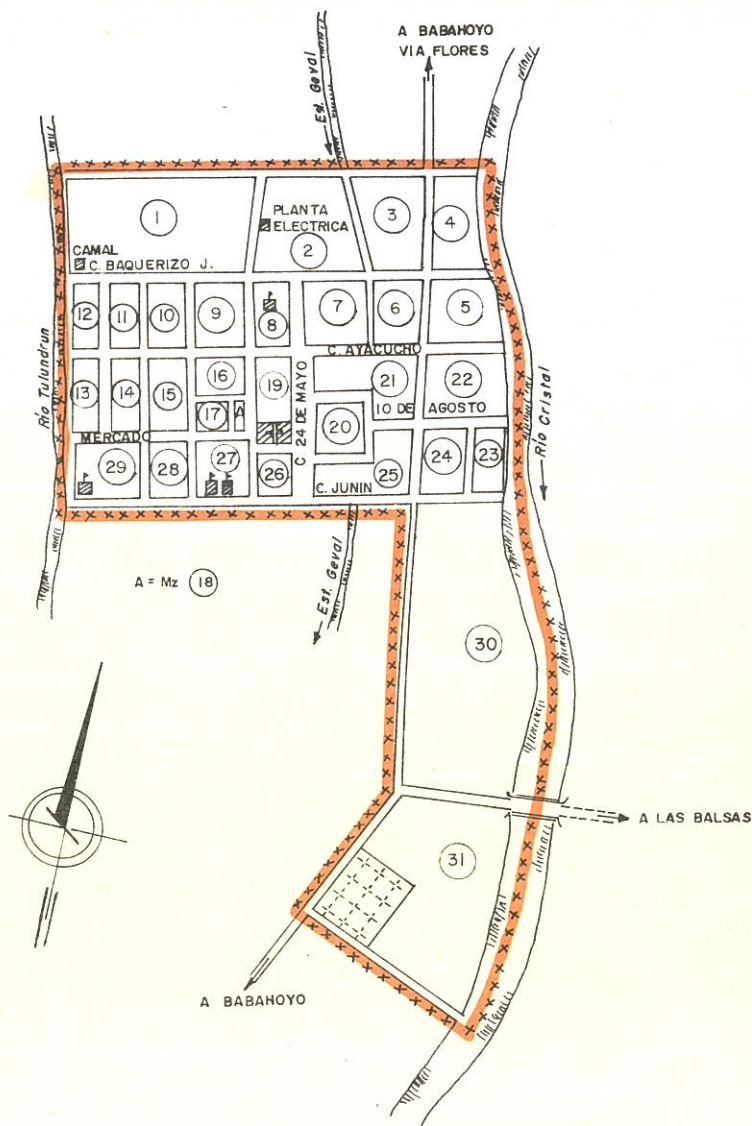 A BABAHOYO
VIA FLORES
Est. Geval
1
PLANTA
ELECTRICA
2
3
4
CAMAL
C. BAQUERIZO J.
12
11
10
9
8
7
6
5
C. AYACUCHO
Río Tulundrun
13
14
15
16
17
A
19
C. 24 DE MAYO
20
21
22
10 DE AGOSTO
MERCADO
29
28
27
26
C. JUNIN
25
24
23
Río Cristal
Est. Geval
A = Mz 18
30
A LAS BALSAS
31
A BABAHOYO